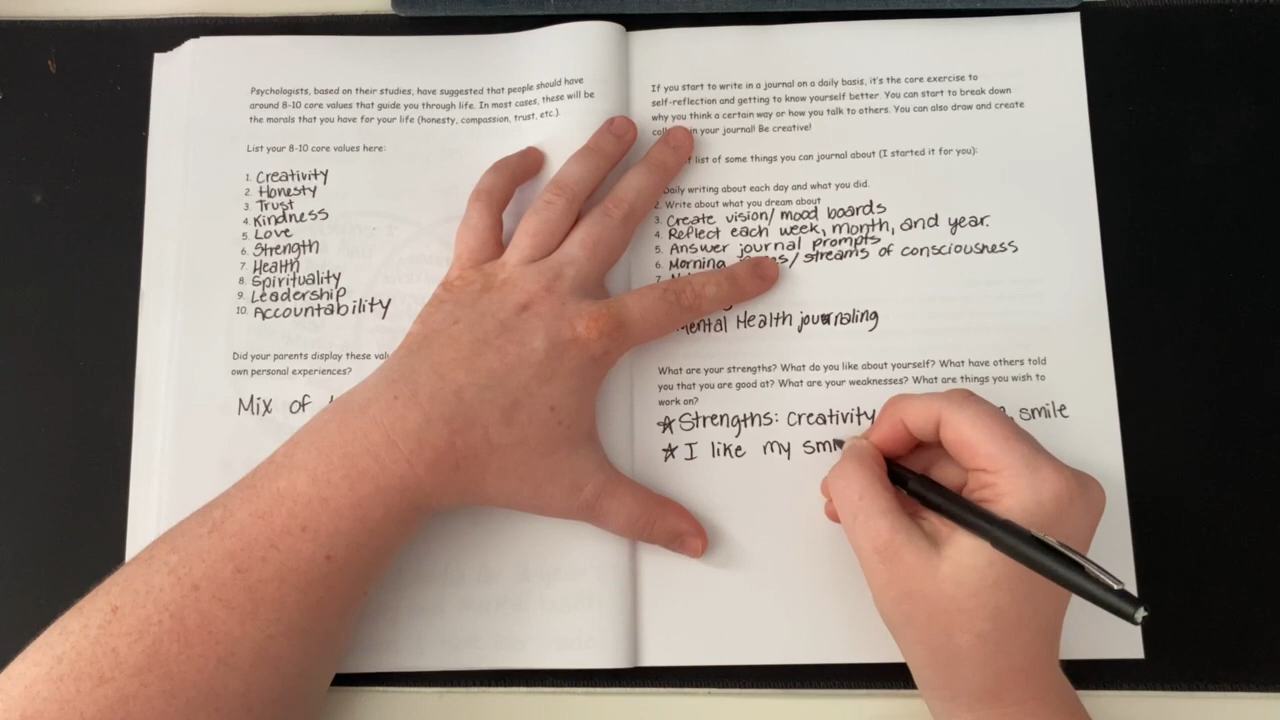 Psychologists, based on their studies, have suggested that people should have
around 8-10 core values that guide you through life. In most cases, these will be
the morals that you have for your life (honesty, compassion, trust, etc.).
List your 8-10 core values here:
1. Creativity
2. Honesty
3. Trust
4. Kindness
5. Love
6. Strength
7. Health
8. Spirituality
9. Leadership
10. Accountability
Did your parents display these
own personal experiences?
Mix of
If you start to write in a journal on a daily basis, it's the core exercise to
self-reflection and getting to know yourself better. You can start to break down
why you think a certain way or how you talk to others. You can also draw and create
in your journal! Be creative!
list of some things you can journal about (I started it for you):
Daily writing about each day and what you did.
2. Write about what you dream about
3. Create vision/mood boards
4. Reflect each week, month, and year.
5. Answer journal prompts
6. Morning / streams of consciousness
7.
Mental Health journaling
What are your strengths? What do you like about yourself? What have others told
you that you are good at? What are your weaknesses? What are things you wish to
work on?
☆ Strengths: Creativity smile
☆ I like my smi